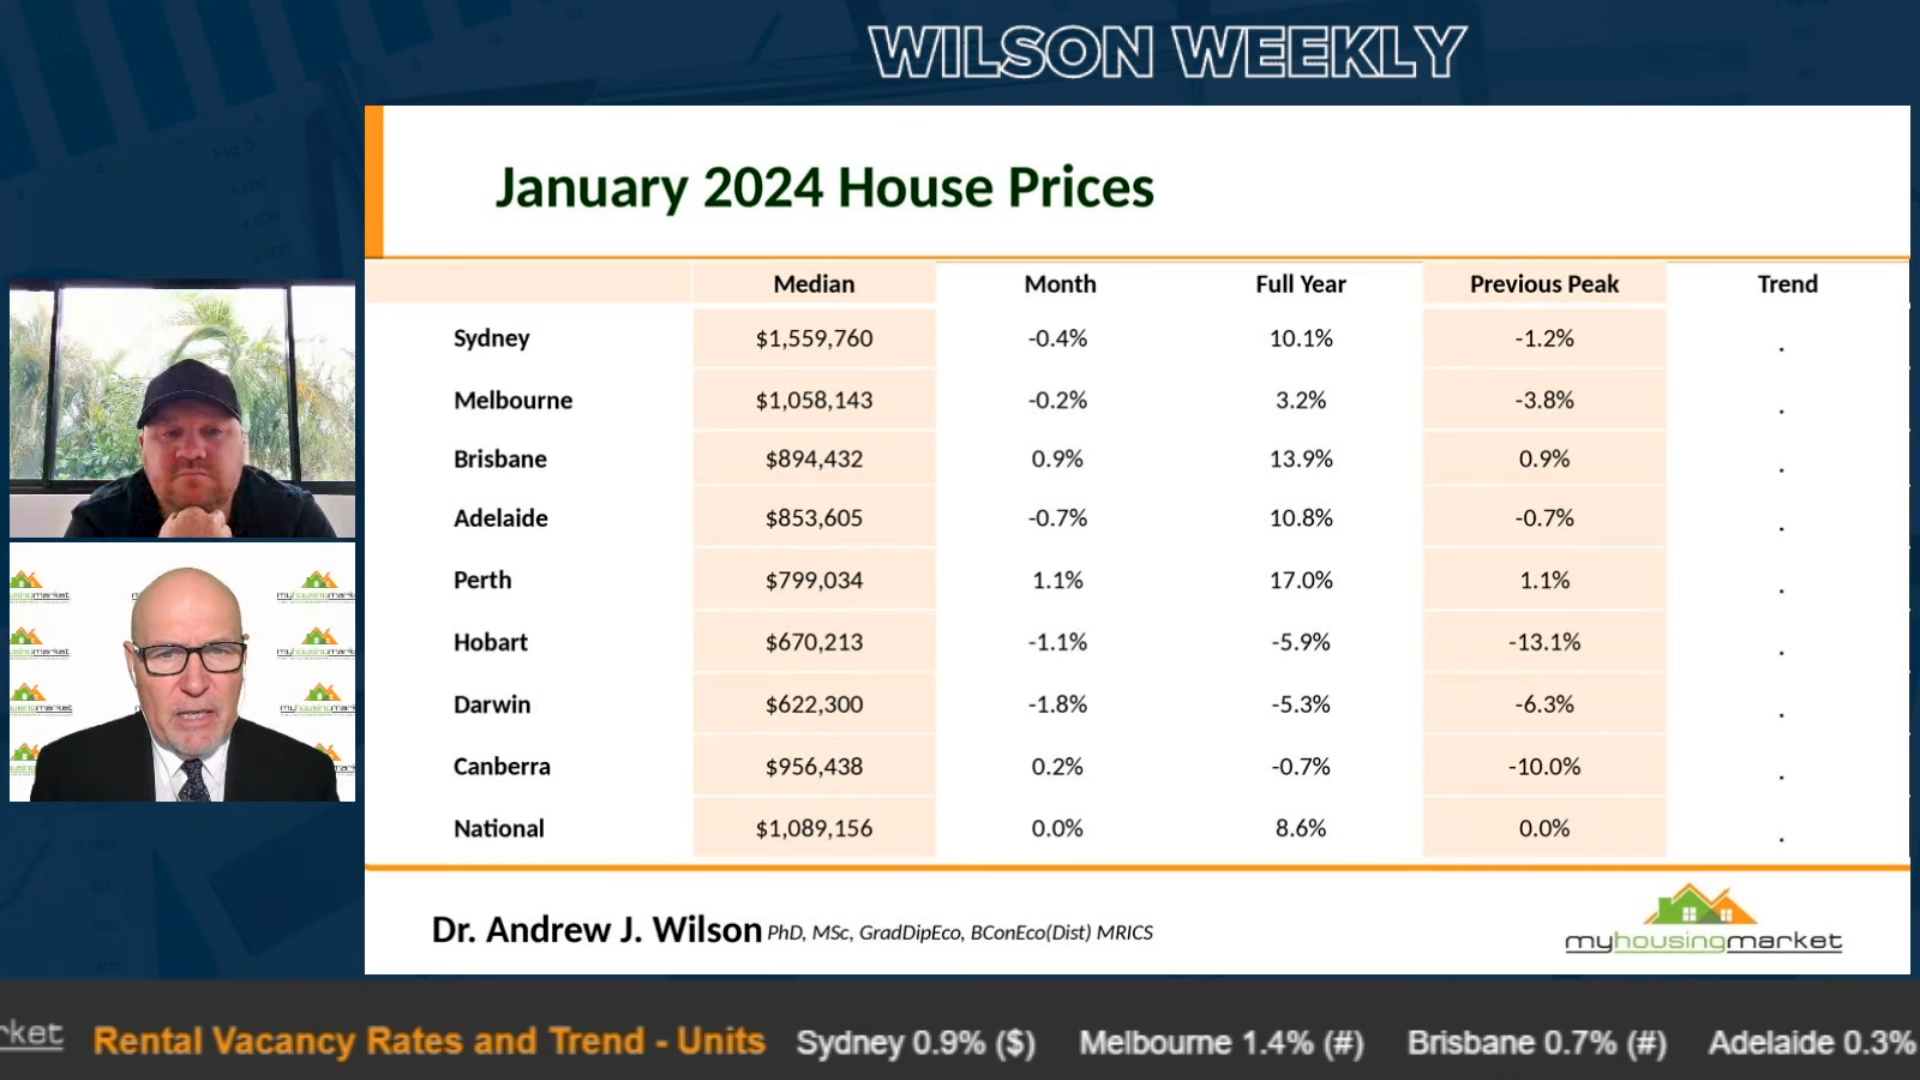 WILSON WEEKLY
January 2024 House Prices
Median Month Full Year Previous Peak Trend
Sydney $1,559,760 -0.4% 10.1% -1.2% .
Melbourne $1,058,143 -0.2% 3.2% -3.8% .
Brisbane $894,432 0.9% 13.9% 0.9% .
Adelaide $853,605 -0.7% 10.8% -0.7% .
Perth $799,034 1.1% 17.0% 1.1% .
Hobart $670,213 -1.1% -5.9% -13.1% .
Darwin $622,300 -1.8% -5.3% -6.3% .
Canberra $956,438 0.2% -0.7% -10.0% .
National $1,089,156 0.0% 8.6% 0.0% .
Dr. Andrew J. Wilson PhD, MSc, GradDipEco, BConEco(Dist) MRICS
myhousingmarket
rket Rental Vacancy Rates and Trend - Units Sydney 0.9% ($) Melbourne 1.4% (#) Brisbane 0.7% (#) Adelaide 0.3%